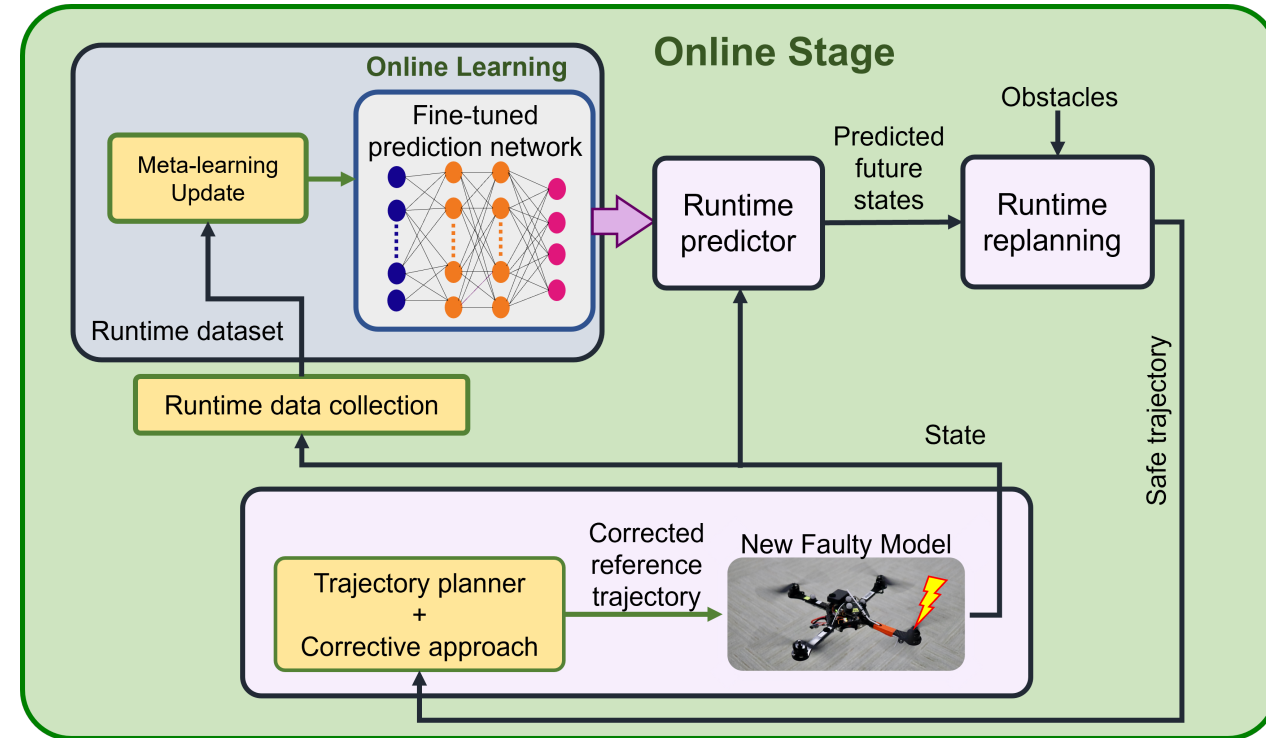 Online Stage
Online Learning
Fine-tuned
prediction network
Meta-learning
Update
Runtime dataset
Runtime data collection
Runtime
predictor
Predicted
future
states
Obstacles
Runtime
replanning
Safe trajectory
State
Trajectory planner
+
Corrective approach
Corrected
reference
trajectory
New Faulty Model